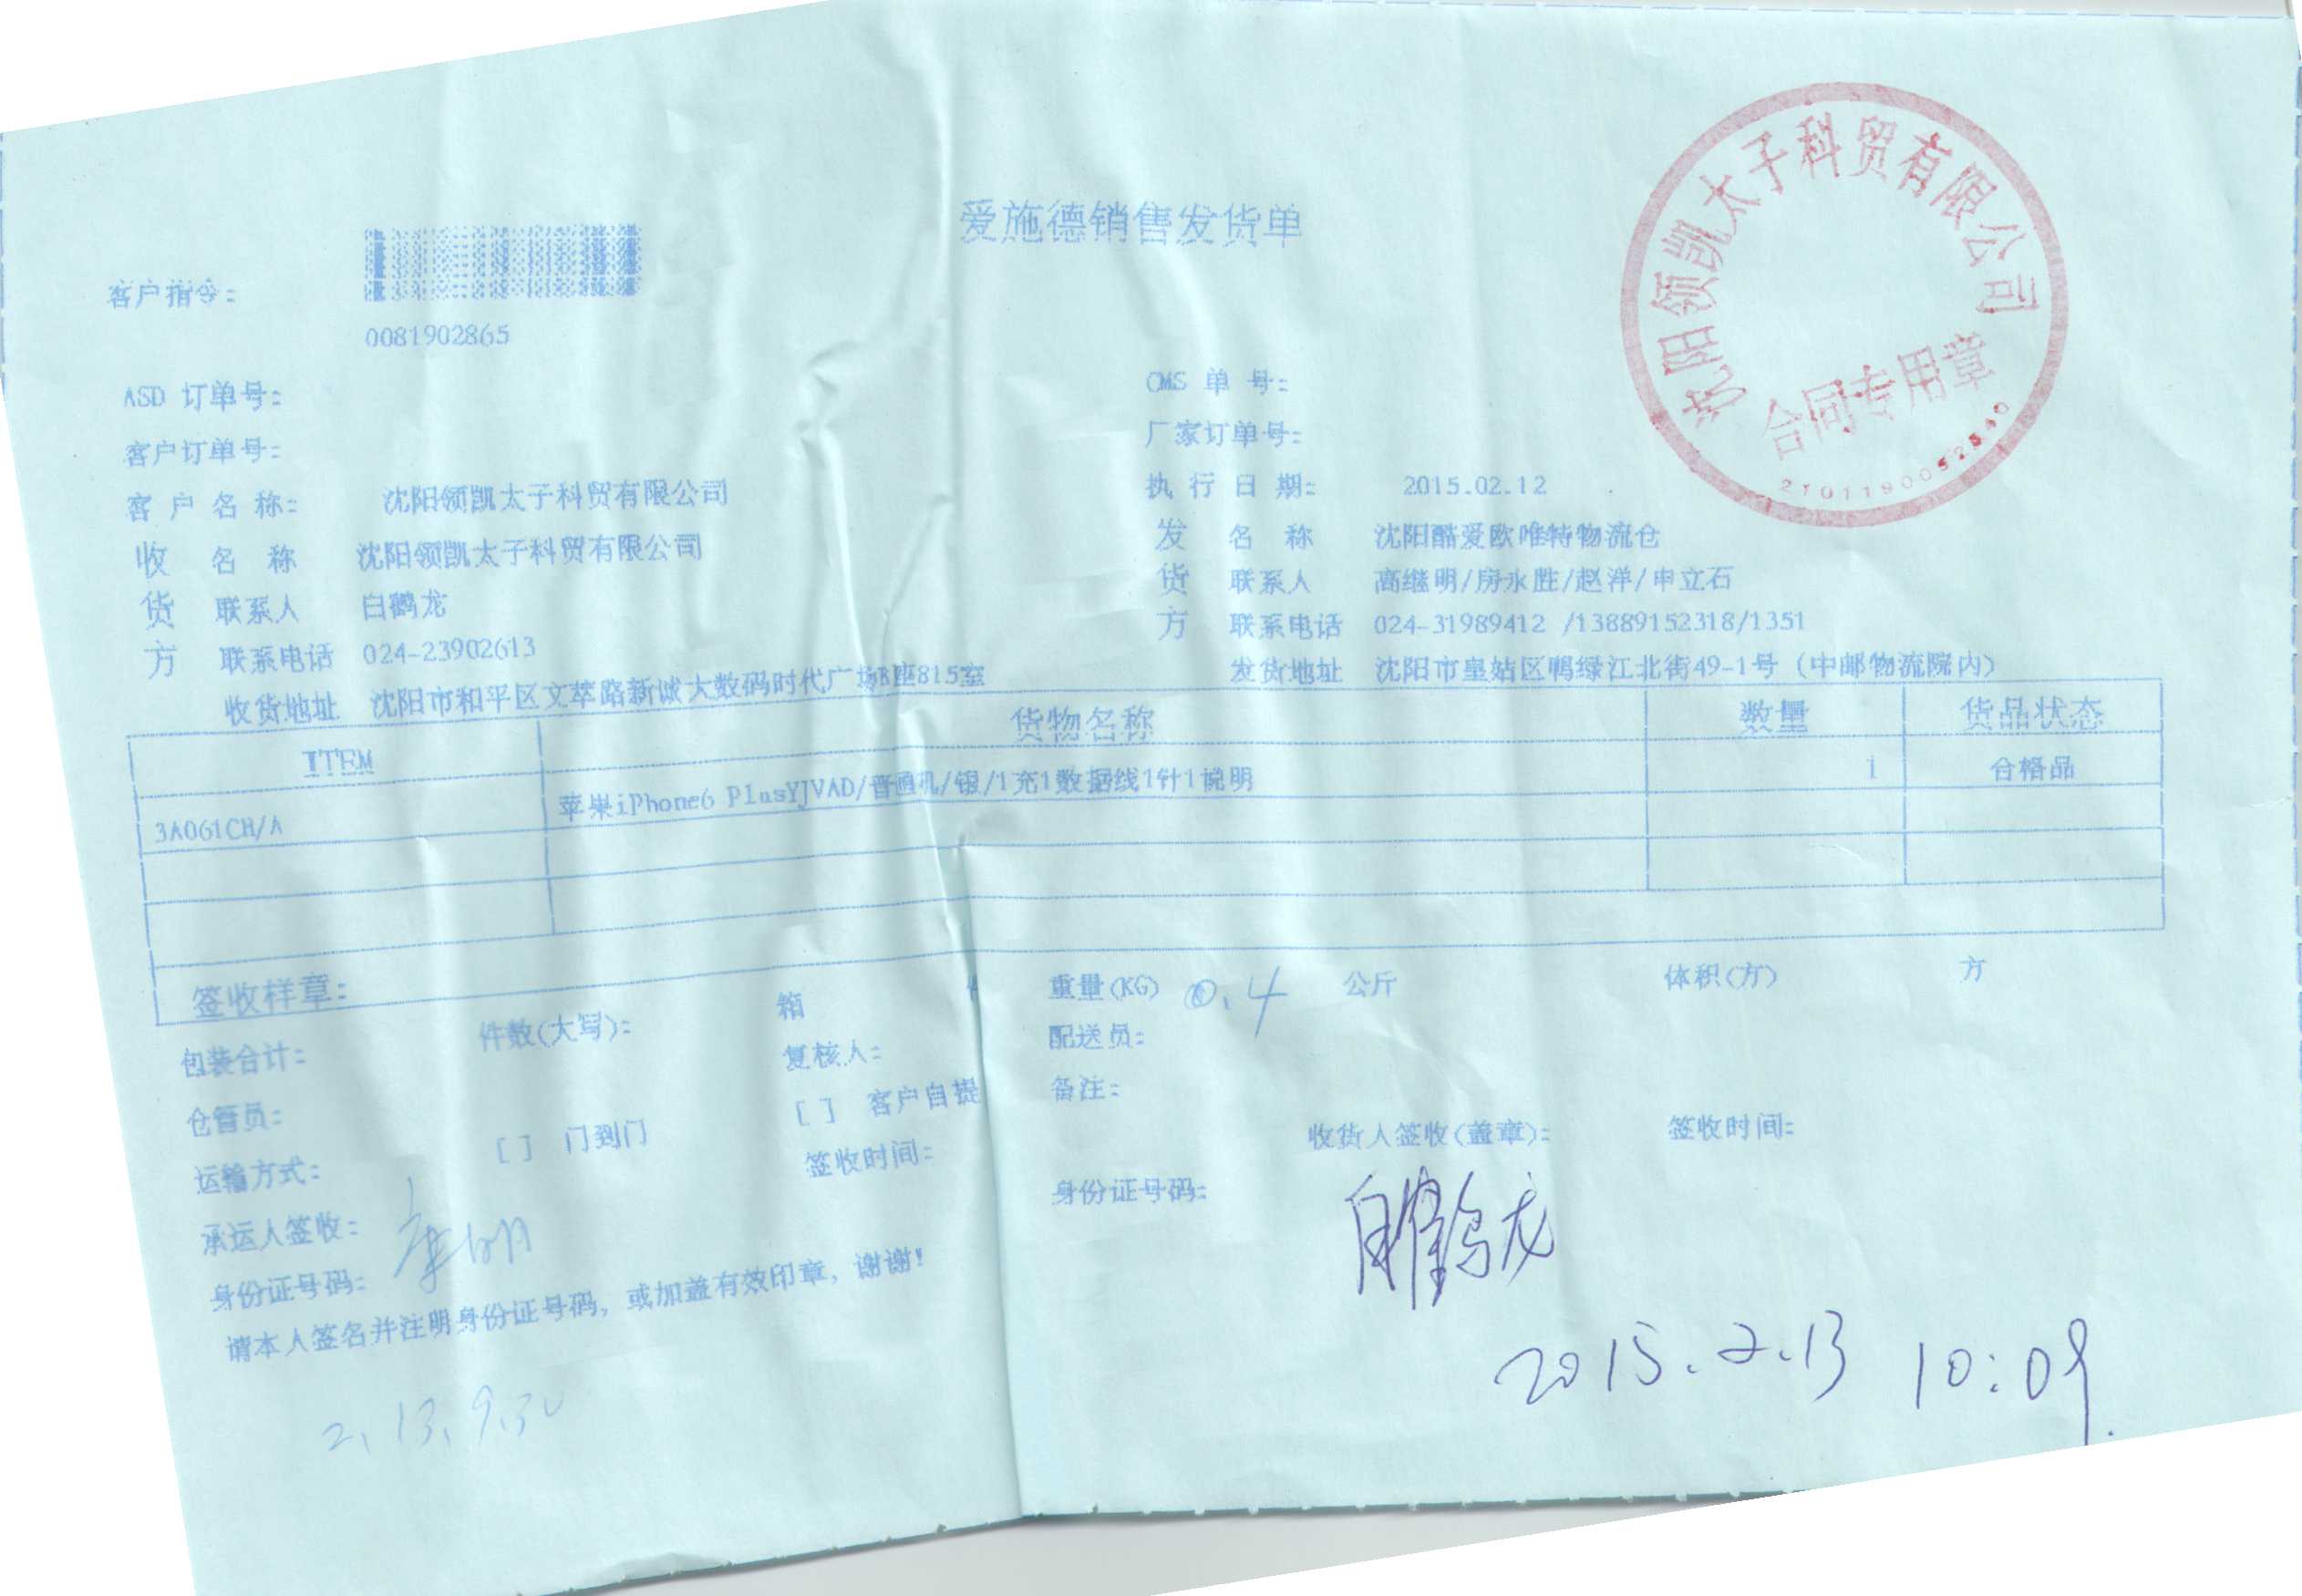 爱施德销售发货单
客户指令:
0081902865
ASD 订单号:
CMS 单 号:
客户订单号:
厂家订单号:
客 户 名 称: 沈阳领凯太子科贸有限公司
执 行 日 期: 2015.02.12
收 名 称 沈阳领凯太子科贸有限公司
发 名 称 沈阳酷爱欧唯特物流仓
货 联系人 白鹤龙
货 联系人 高继明/房永胜/赵洋/申立石
方 联系电话 024-23902613
方 联系电话 024-31989412 /13889152318/1351
收货地址 沈阳市和平区文萃路新诚大数码时代广场B座815室
发货地址 沈阳市皇姑区鸭绿江北街49-1号 (中邮物流院内)
ITEM 货物名称 数量 货品状态
3A061CH/A 苹果iPhone6 PlusYJVAD/普通机/银/1充1数据线1针1说明 1 合格品
签收样章:
包装合计: 件数(大写): 箱 重量(KG) 0.4 公斤 体积(方) 方
仓管员: 复核人: 配送员:
运输方式: [ ] 门到门 [ ] 客户自提 备注:
承运人签收: 签收时间: 收货人签收(盖章): 签收时间:
身份证号码: 身份证号码:
白鹤龙
请本人签名并注明身份证号码, 或加盖有效印章, 谢谢!
2015.2.13 10:09
2.13.9.30
沈阳领凯太子科贸有限公司
合同专用章